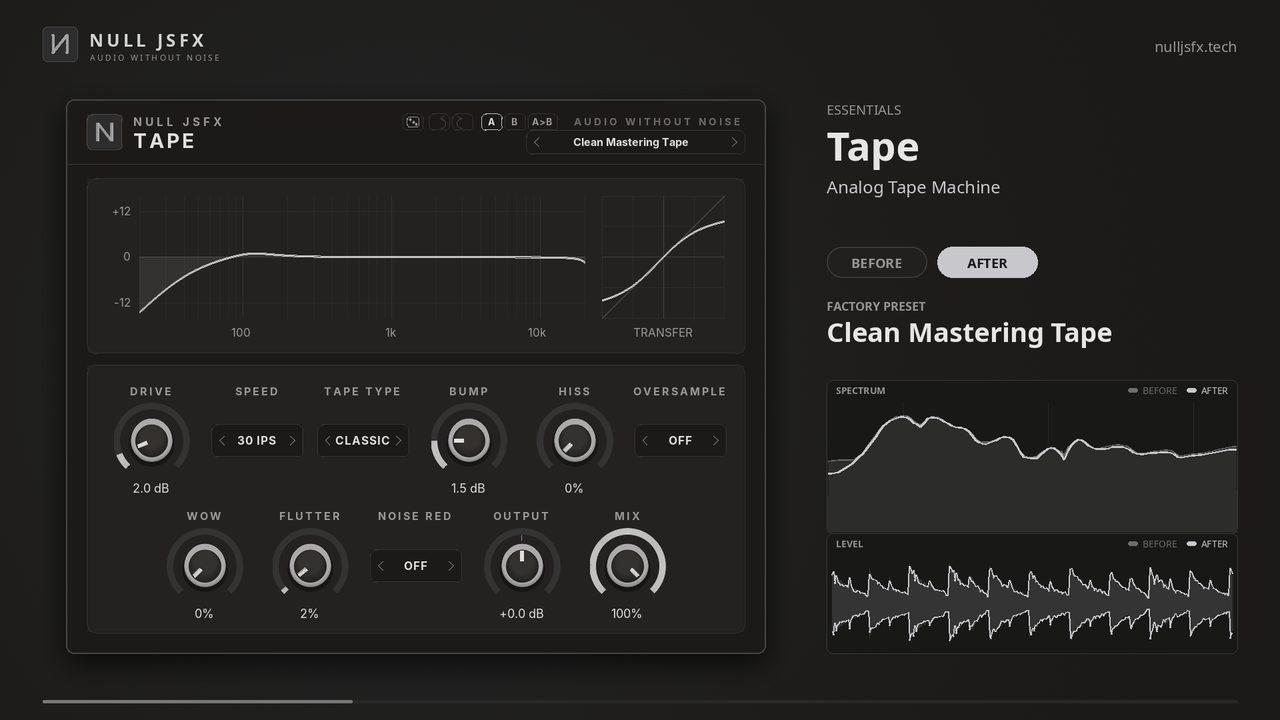 NULL JSFX
AUDIO WITHOUT NOISE
nulljsfx.tech
N
NULL JSFX
TAPE
A
B
A>B
AUDIO WITHOUT NOISE
Clean Mastering Tape
+12
0
-12
100
1k
10k
TRANSFER
DRIVE
SPEED
TAPE TYPE
BUMP
HISS
OVERSAMPLE
30 IPS
CLASSIC
OFF
2.0 dB
1.5 dB
0%
WOW
FLUTTER
NOISE RED
OUTPUT
MIX
OFF
0%
2%
+0.0 dB
100%
ESSENTIALS
Tape
Analog Tape Machine
BEFORE
AFTER
FACTORY PRESET
Clean Mastering Tape
SPECTRUM
BEFORE
AFTER
LEVEL
BEFORE
AFTER